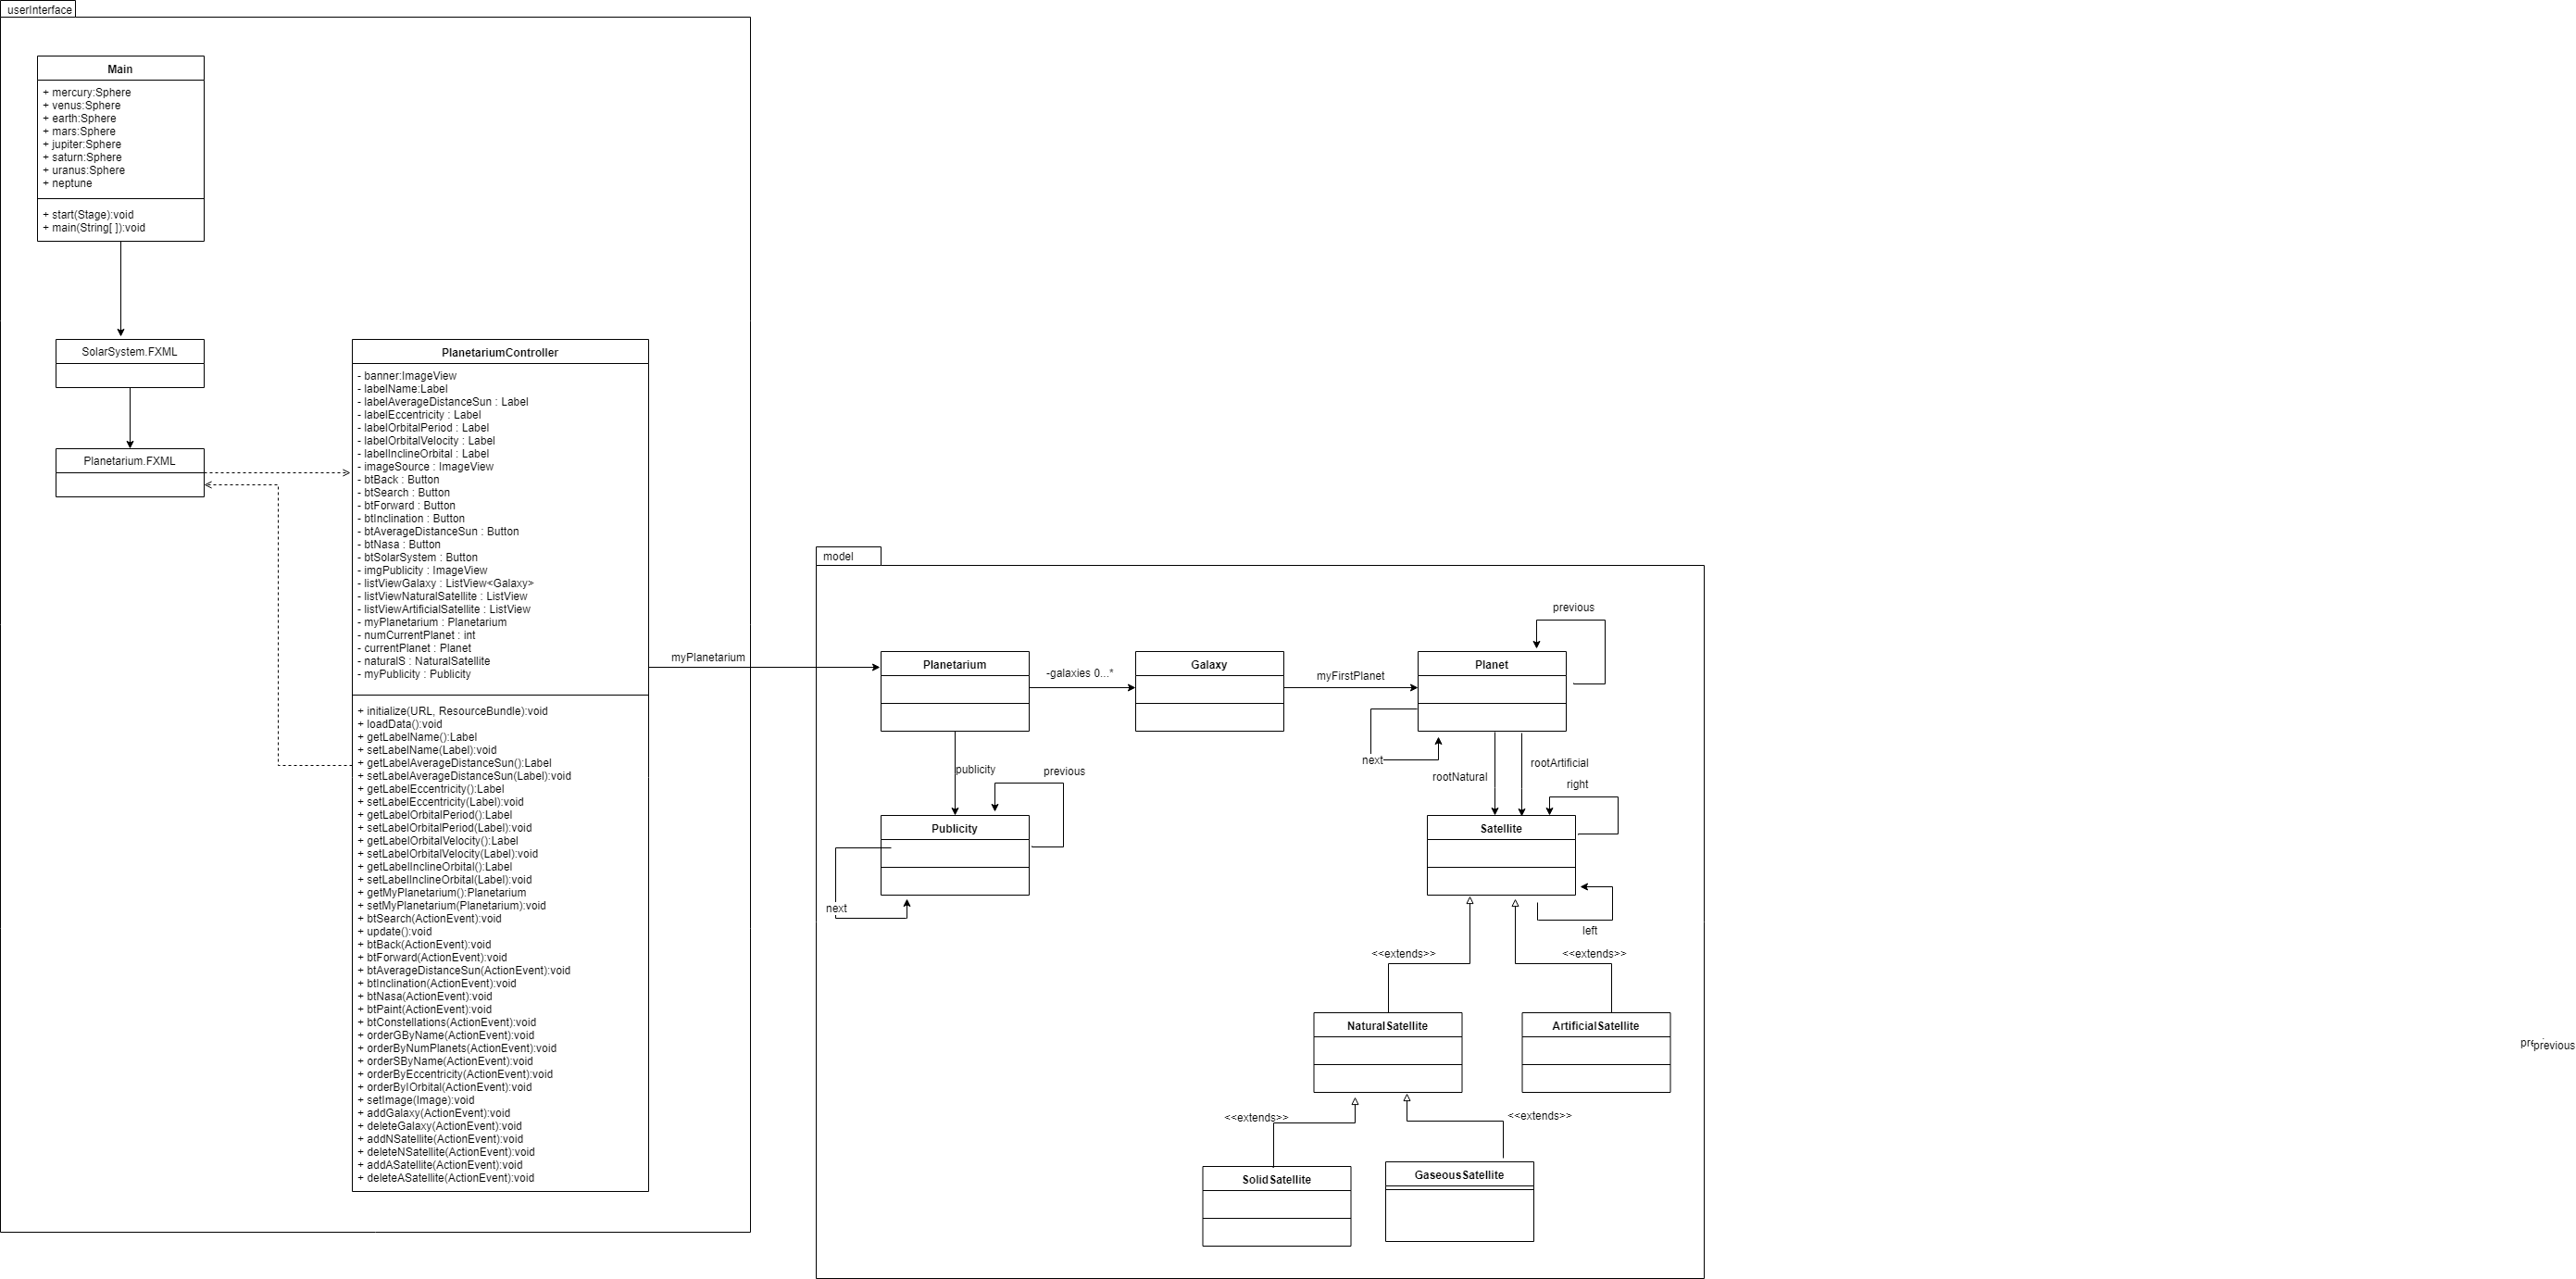 userInterface
Main
+ mercury:Sphere
+ venus:Sphere
+ earth:Sphere
+ mars:Sphere
+ jupiter:Sphere
+ saturn:Sphere
+ uranus:Sphere
+ neptune
+ start(Stage):void
+ main(String[ ]):void
SolarSystem.FXML
Planetarium.FXML
PlanetariumController
- banner:ImageView
- labelName:Label
- labelAverageDistanceSun : Label
- labelEccentricity : Label
- labelOrbitalPeriod : Label
- labelOrbitalVelocity : Label
- labelInclineOrbital : Label
- imageSource : ImageView
- btBack : Button
- btSearch : Button
- btForward : Button
- btInclination : Button
- btAverageDistanceSun : Button
- btNasa : Button
- btSolarSystem : Button
- imgPublicity : ImageView
- listViewGalaxy : ListView<Galaxy>
- listViewNaturalSatellite : ListView
- listViewArtificialSatellite : ListView
- myPlanetarium : Planetarium
- numCurrentPlanet : int
- currentPlanet : Planet
- naturalS : NaturalSatellite
- myPublicity : Publicity
+ initialize(URL, ResourceBundle):void
+ loadData():void
+ getLabelName():Label
+ setLabelName(Label):void
+ getLabelAverageDistanceSun():Label
+ setLabelAverageDistanceSun(Label):void
+ getLabelEccentricity():Label
+ setLabelEccentricity(Label):void
+ getLabelOrbitalPeriod():Label
+ setLabelOrbitalPeriod(Label):void
+ getLabelOrbitalVelocity():Label
+ setLabelOrbitalVelocity(Label):void
+ getLabelInclineOrbital():Label
+ setLabelInclineOrbital(Label):void
+ getMyPlanetarium():Planetarium
+ setMyPlanetarium(Planetarium):void
+ btSearch(ActionEvent):void
+ update():void
+ btBack(ActionEvent):void
+ btForward(ActionEvent):void
+ btAverageDistanceSun(ActionEvent):void
+ btInclination(ActionEvent):void
+ btNasa(ActionEvent):void
+ btPaint(ActionEvent):void
+ btConstellations(ActionEvent):void
+ orderGByName(ActionEvent):void
+ orderByNumPlanets(ActionEvent):void
+ orderSByName(ActionEvent):void
+ orderByEccentricity(ActionEvent):void
+ orderByIOrbital(ActionEvent):void
+ setImage(Image):void
+ addGalaxy(ActionEvent):void
+ deleteGalaxy(ActionEvent):void
+ addNSatellite(ActionEvent):void
+ deleteNSatellite(ActionEvent):void
+ addASatellite(ActionEvent):void
+ deleteASatellite(ActionEvent):void
myPlanetarium
model
Planetarium
-galaxies 0...*
Galaxy
myFirstPlanet
Planet
previous
next
publicity
previous
Publicity
next
rootNatural
rootArtificial
right
Satellite
left
<<extends>>
<<extends>>
NaturalSatellite
ArtificialSatellite
<<extends>>
<<extends>>
SolidSatellite
GaseousSatellite
previous